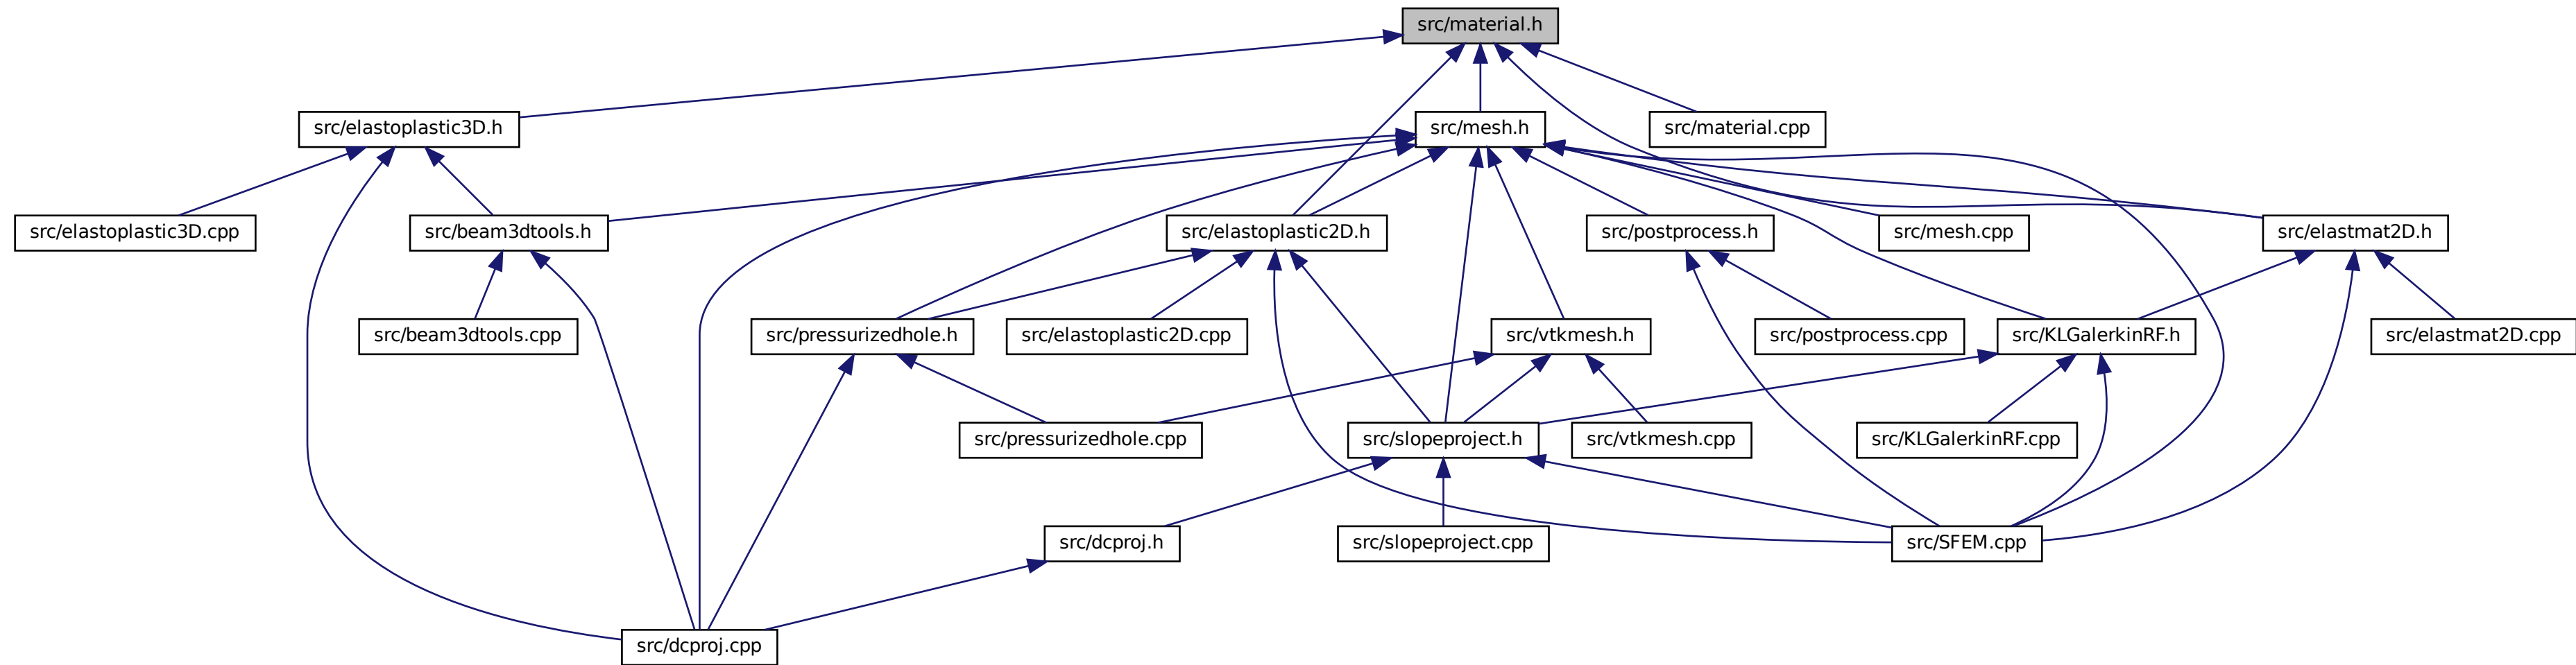 src/material.h
src/elastoplastic3D.h
src/mesh.h
src/material.cpp
src/elastoplastic3D.cpp
src/beam3dtools.h
src/elastoplastic2D.h
src/postprocess.h
src/mesh.cpp
src/elastmat2D.h
src/beam3dtools.cpp
src/pressurizedhole.h
src/elastoplastic2D.cpp
src/vtkmesh.h
src/postprocess.cpp
src/KLGalerkinRF.h
src/elastmat2D.cpp
src/pressurizedhole.cpp
src/slopeproject.h
src/vtkmesh.cpp
src/KLGalerkinRF.cpp
src/dcproj.h
src/slopeproject.cpp
src/SFEM.cpp
src/dcproj.cpp